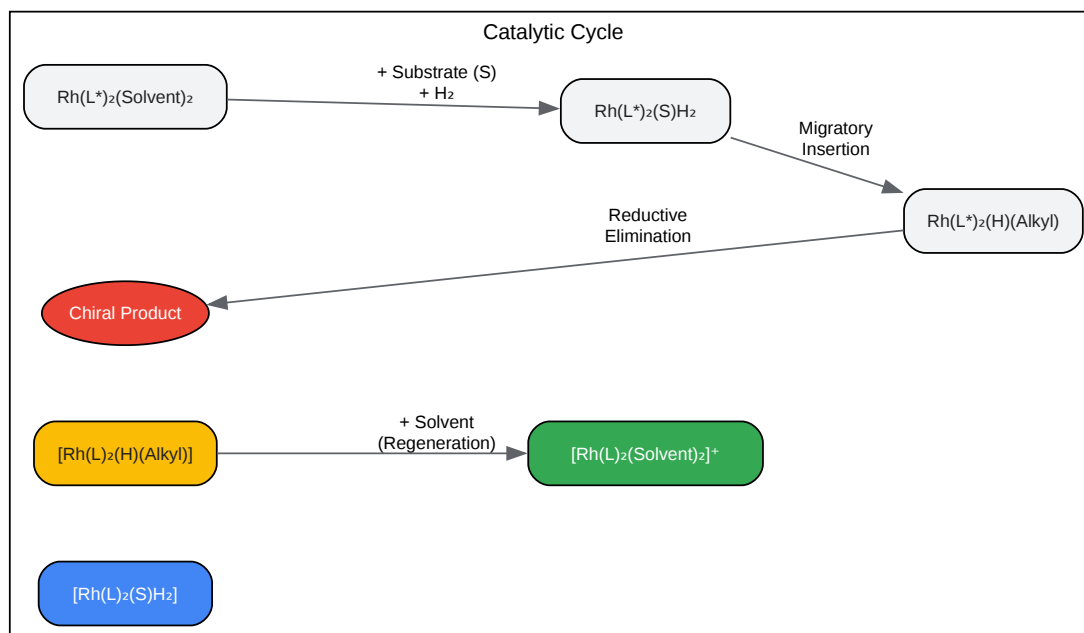 Catalytic Cycle
Rh(L*)₂(Solvent)₂
+ Substrate (S)
+ H₂
Rh(L*)₂(S)H₂
Migratory
Insertion
Rh(L*)₂(H)(Alkyl)
Reductive
Elimination
Chiral Product
[Rh(L)₂(H)(Alkyl)]
+ Solvent
(Regeneration)
[Rh(L)₂(Solvent)₂]⁺
[Rh(L)₂(S)H₂]